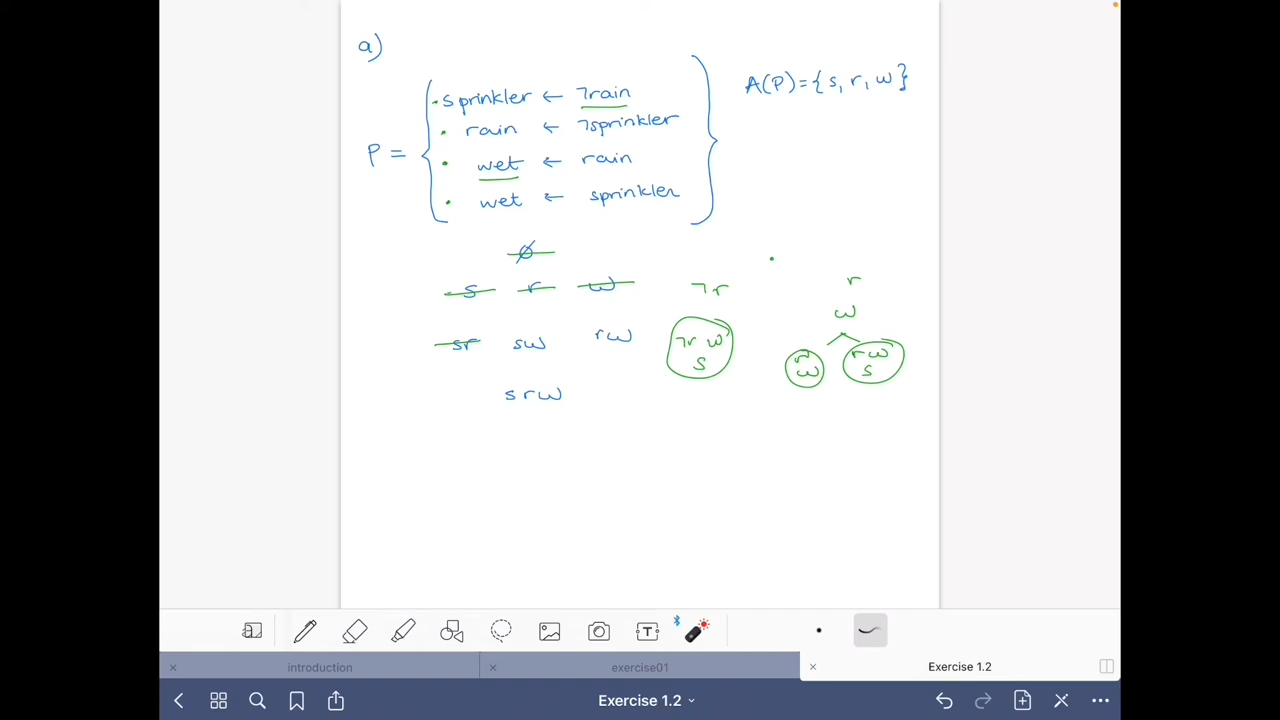 a)
A(P)={s, r, w}
sprinkler ← ¬rain
rain ← ¬sprinkler
P = { wet ← rain }
wet ← sprinkler
∅
s r w ¬r r
w
sr sw rw ¬r w r w r w
s s
s r w
T
introduction exercise01 Exercise 1.2
Exercise 1.2